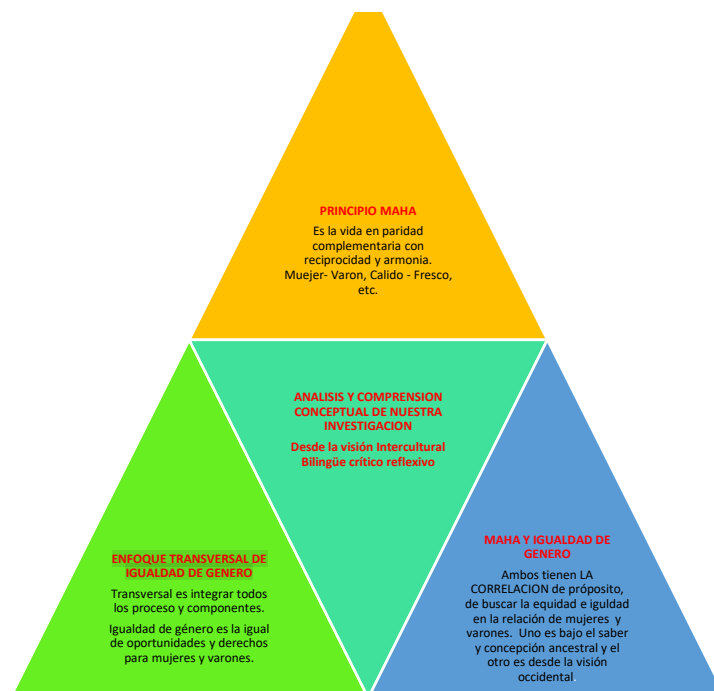 PRINCIPIO MAHA
Es la vida en paridad
complementaria con
reciprocidad y armonia.
Muejer- Varon, Calido - Fresco,
etc.
ANALISIS Y COMPRENSION
CONCEPTUAL DE NUESTRA
INVESTIGACION
Desde la visión Intercultural
Bilingüe crítico reflexivo
ENFOQUE TRANSVERSAL DE
IGUALDAD DE GENERO
Transversal es integrar todos
los proceso y componentes.
Igualdad de género es la igual
de oportunidades y derechos
para mujeres y varones.
MAHA Y IGUALDAD DE
GENERO
Ambos tienen LA
CORRELACION de próposito,
de buscar la equidad e iguldad
en la relación de mujeres y
varones. Uno es bajo el saber
y concepción ancestral y el
otro es desde la visión
occidental.